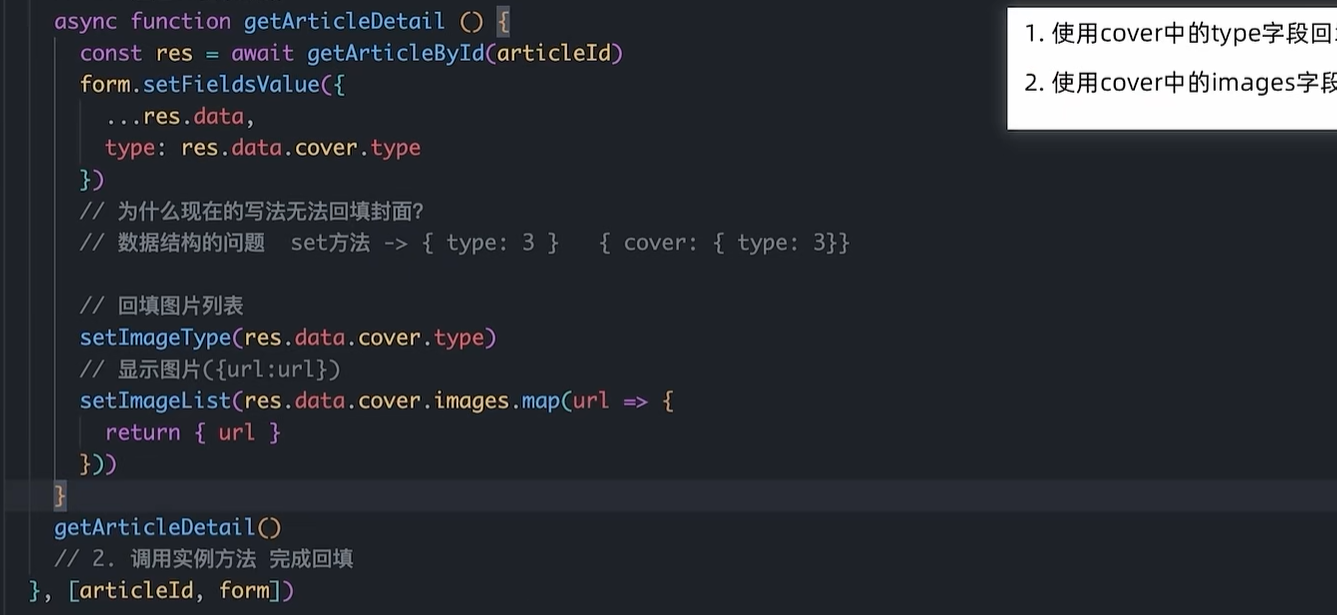 async function getArticleDetail () {
const res = await getArticleById(articleId)
form.setFieldsValue({
...res.data,
type: res.data.cover.type
})
// 为什么现在的写法无法回填封面?
// 数据结构的问题  set方法 -> { type: 3 }   { cover: { type: 3}}
// 回填图片列表
setImageType(res.data.cover.type)
// 显示图片({url:url})
setImageList(res.data.cover.images.map(url => {
return { url }
}))
}
getArticleDetail()
// 2. 调用实例方法 完成回填
}, [articleId, form])
1. 使用cover中的type字段回
2. 使用cover中的images字段